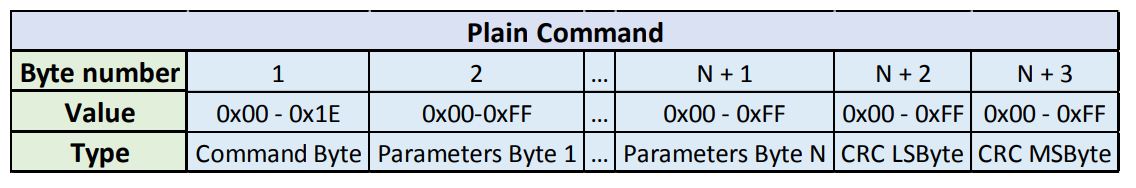 Plain Command
Byte number 1 2 ... N + 1 N + 2 N + 3
Value 0x00 - 0x1E 0x00-0xFF ... 0x00 - 0xFF 0x00 - 0xFF 0x00 - 0xFF
Type Command Byte Parameters Byte 1 ... Parameters Byte N CRC LSByte CRC MSByte